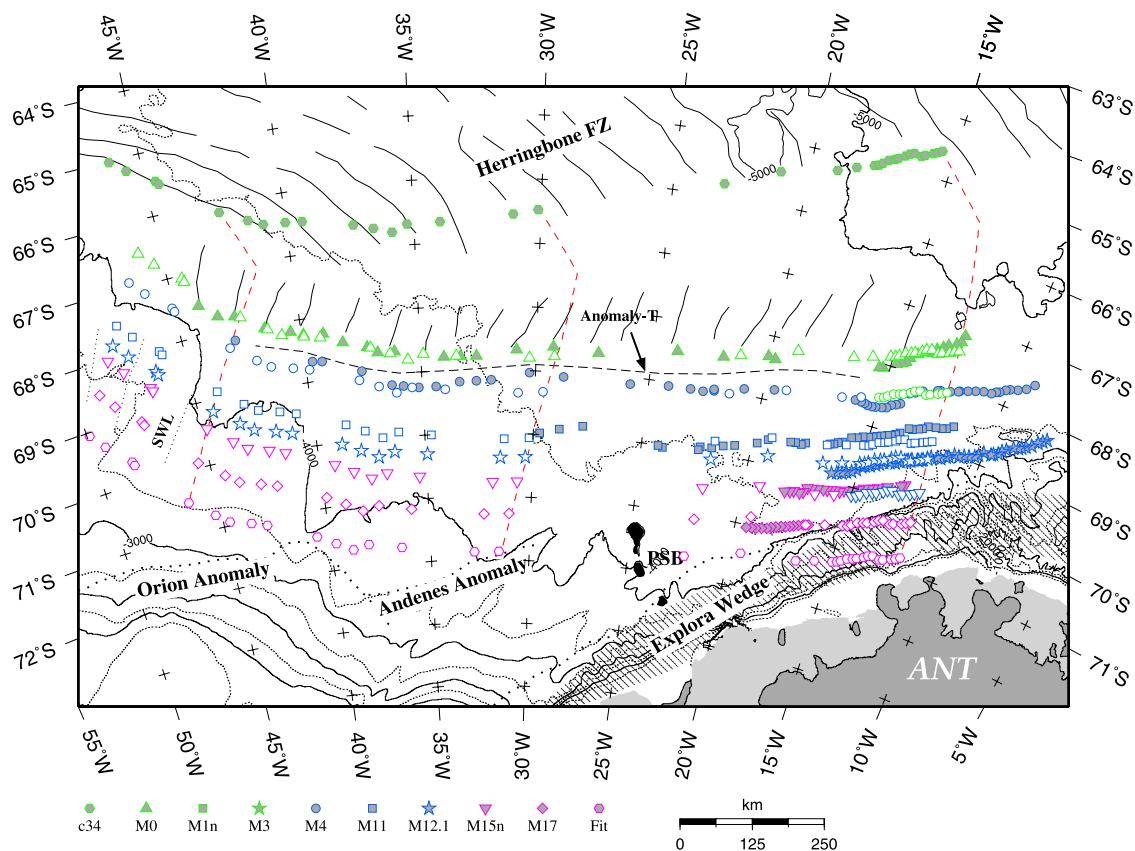 45°W 40°W 35°W 30°W 25°W 20°W 15°W
64°S
65°S
66°S
67°S
68°S
69°S
70°S
71°S
72°S
63°S
64°S
65°S
66°S
67°S
68°S
69°S
70°S
71°S
Herringbone FZ
-5000
-5000
Anomaly-T
SWL
4000
-3000
Orion Anomaly
Andenes Anomaly
PSB
Explora Wedge
ANT
55°W 50°W 45°W 40°W 35°W 30°W 25°W 20°W 15°W 10°W 5°W
c34 M0 M1n M3 M4 M11 M12.1 M15n M17 Fit
km
0 125 250